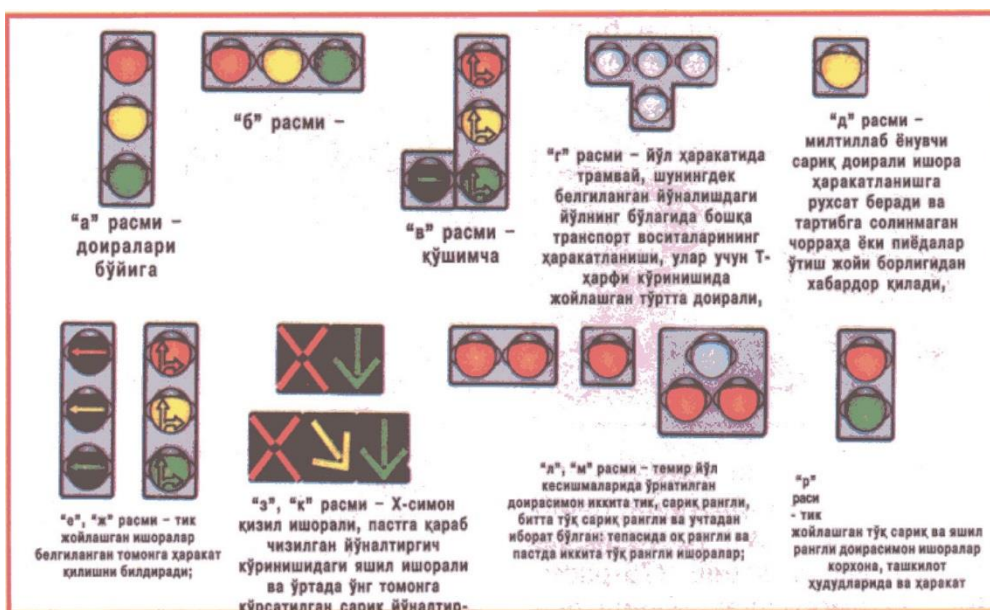 "а" расми –
доиралари
бўйига
"б" расми –
"в" расми –
қўшимча
"г" расми – йўл ҳаракатида
трамвай, шунингдек
белгиланган йўналишдаги
йўлнинг бўлагида бошқа
транспорт воситаларининг
ҳаракатланиши, улар учун Т-
ҳарфи кўринишида
жойлашган тўртта доирали,
"д" расми –
милтиллаб ёнувчи
сариқ доирали ишора
ҳаракатланишга
рухсат беради ва
тартибга солинмаган
чорраҳа ёки пиёдалар
ўтиш жойи борлигидан
хабардор қилади,
"е", "ж" расми – тик
жойлашган ишоралар
белгиланган томонга ҳаракат
қилишни билдиради;
"з", "к" расми – Х-симон
қизил ишорали, пастга қараб
чизилган йўналтиргич
кўринишидаги яшил ишорали
ва ўртада ўнг томонга
кўрсатилган сариқ йўналтир-
"л", "м" расми – темир йўл
кесишмаларида ўрнатилган
доирасимон иккита тик, сариқ рангли,
битта тўқ сариқ рангли ва учтадан
иборат бўлган: тепасида оқ рангли ва
пастда иккита тўқ рангли ишоралар;
"р"
раси
- тик
жойлашган тўқ сариқ ва яшил
рангли доирасимон ишоралар
корхона, ташкилот
ҳудудларида ва ҳаракат